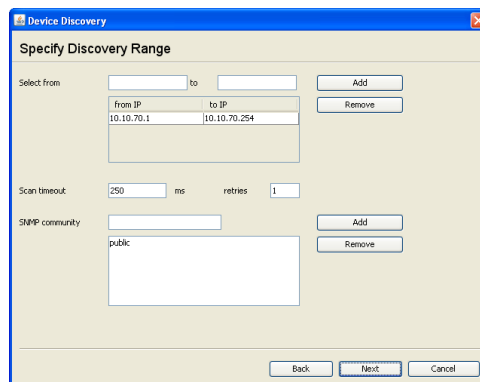 Device Discovery
Specify Discovery Range
Select from to Add
from IP to IP Remove
10.10.70.1 10.10.70.254
Scan timeout 250 ms retries 1
SNMP community Add
public Remove
Back Next Cancel